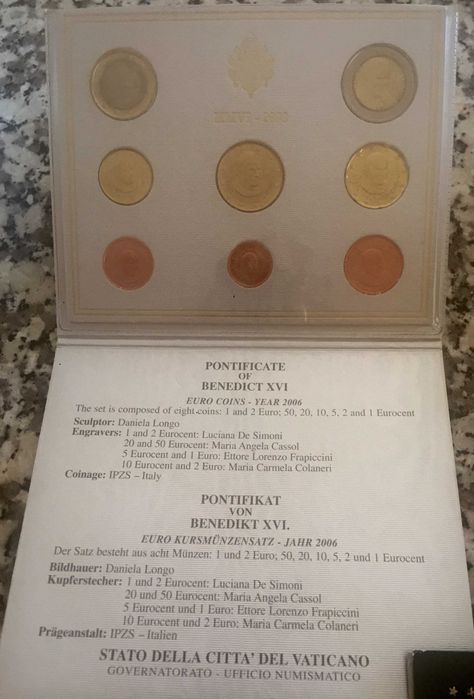 MMVI - 2006
PONTIFICATE
OF
BENEDICT XVI
EURO COINS - YEAR 2006
The set is composed of eight coins: 1 and 2 Euro; 50, 20, 10, 5, 2 and 1 Eurocent
Sculptor: Daniela Longo
Engravers: 1 and 2 Eurocent: Luciana De Simoni
20 and 50 Eurocent: Maria Angela Cassol
5 Eurocent and 1 Euro: Ettore Lorenzo Frapiccini
10 Eurocent and 2 Euro: Maria Carmela Colaneri
Coinage: IPZS – Italy
PONTIFIKAT
VON
BENEDIKT XVI.
EURO KURSMÜNZENSATZ - JAHR 2006
Der Satz besteht aus acht Münzen: 1 und 2 Euro; 50, 20, 10, 5, 2 und 1 Eurocent
Bildhauer: Daniela Longo
Kupferstecher: 1 und 2 Eurocent: Luciana De Simoni
20 und 50 Eurocent: Maria Angela Cassol
5 Eurocent und 1 Euro: Ettore Lorenzo Frapiccini
10 Eurocent und 2 Euro: Maria Carmela Colaneri
Prägeanstalt: IPZS – Italien
STATO DELLA CITTA' DEL VATICANO
GOVERNATORATO - UFFICIO NUMISMATICO